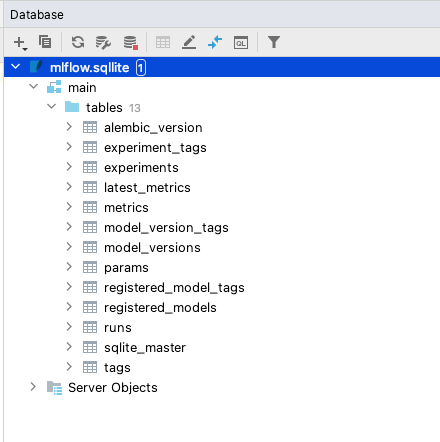 Database
QL
mlflow.sqllite 1
main
tables 13
alembic_version
experiment_tags
experiments
latest_metrics
metrics
model_version_tags
model_versions
params
registered_model_tags
registered_models
runs
sqlite_master
tags
Server Objects